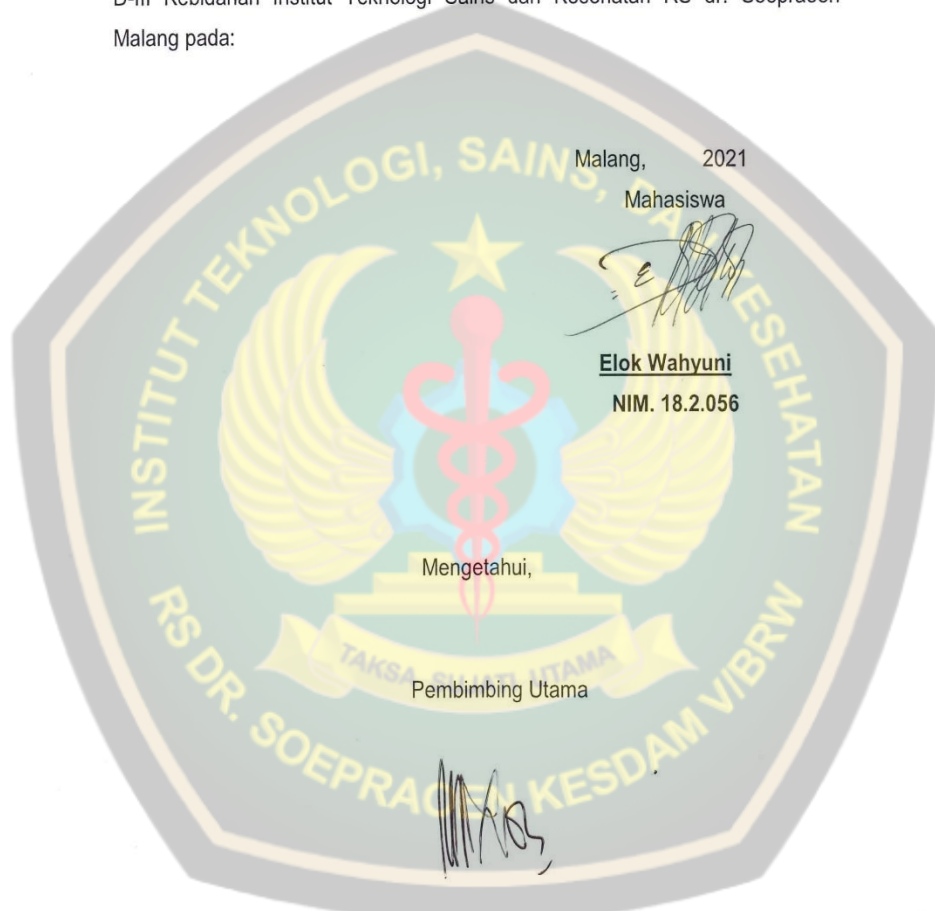 D-III Kebidanan Institut Teknologi Sains dan Kesehatan RS dr. Soepraoen
Malang pada:
Malang, 2021
Mahasiswa
Elok Wahyuni
NIM. 18.2.056
Mengetahui,
Pembimbing Utama
INSTITUT TEKNOLOGI, SAINS, DAN KESEHATAN
TAKSA SUJATI UTAMA
RS DR. SOEPRAOEN KESDAM V/BRW